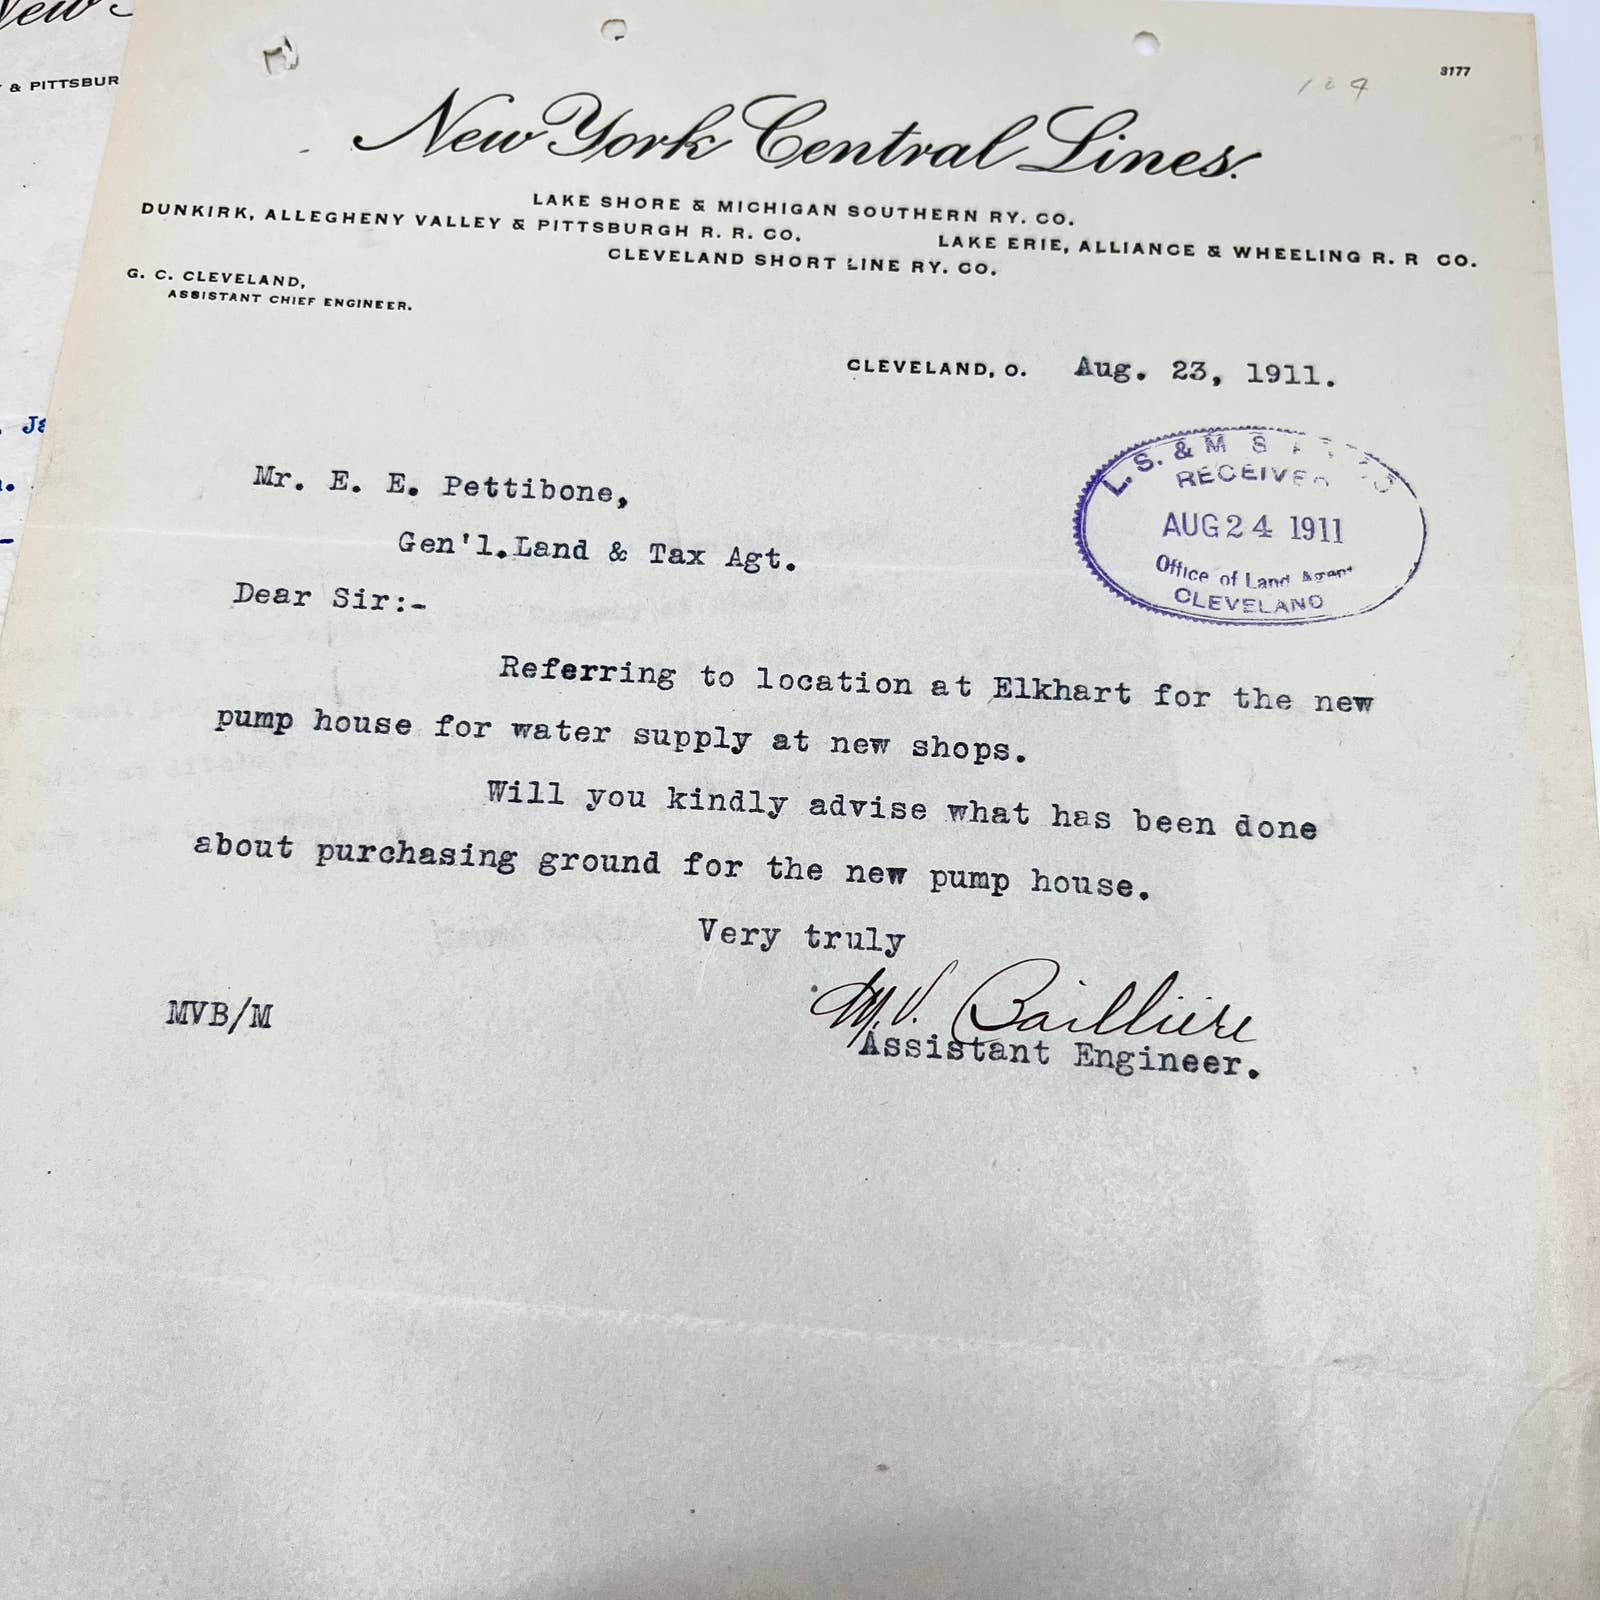 3177
New York Central Lines.
LAKE SHORE & MICHIGAN SOUTHERN RY. CO.
DUNKIRK, ALLEGHENY VALLEY & PITTSBURGH R. R. CO. LAKE ERIE, ALLIANCE & WHEELING R. R CO.
CLEVELAND SHORT LINE RY. CO.
G. C. CLEVELAND,
ASSISTANT CHIEF ENGINEER.
CLEVELAND, O. Aug. 23, 1911.
L. S. & M S
RECEIVED
AUG 24 1911
Office of Land Agent
CLEVELAND
Mr. E. E. Pettibone,
Gen'l.Land & Tax Agt.
Dear Sir:-
Referring to location at Elkhart for the new
pump house for water supply at new shops.
Will you kindly advise what has been done
about purchasing ground for the new pump house.
Very truly
M. V. Bailliere
Assistant Engineer.
MVB/M
& PITTSBUR